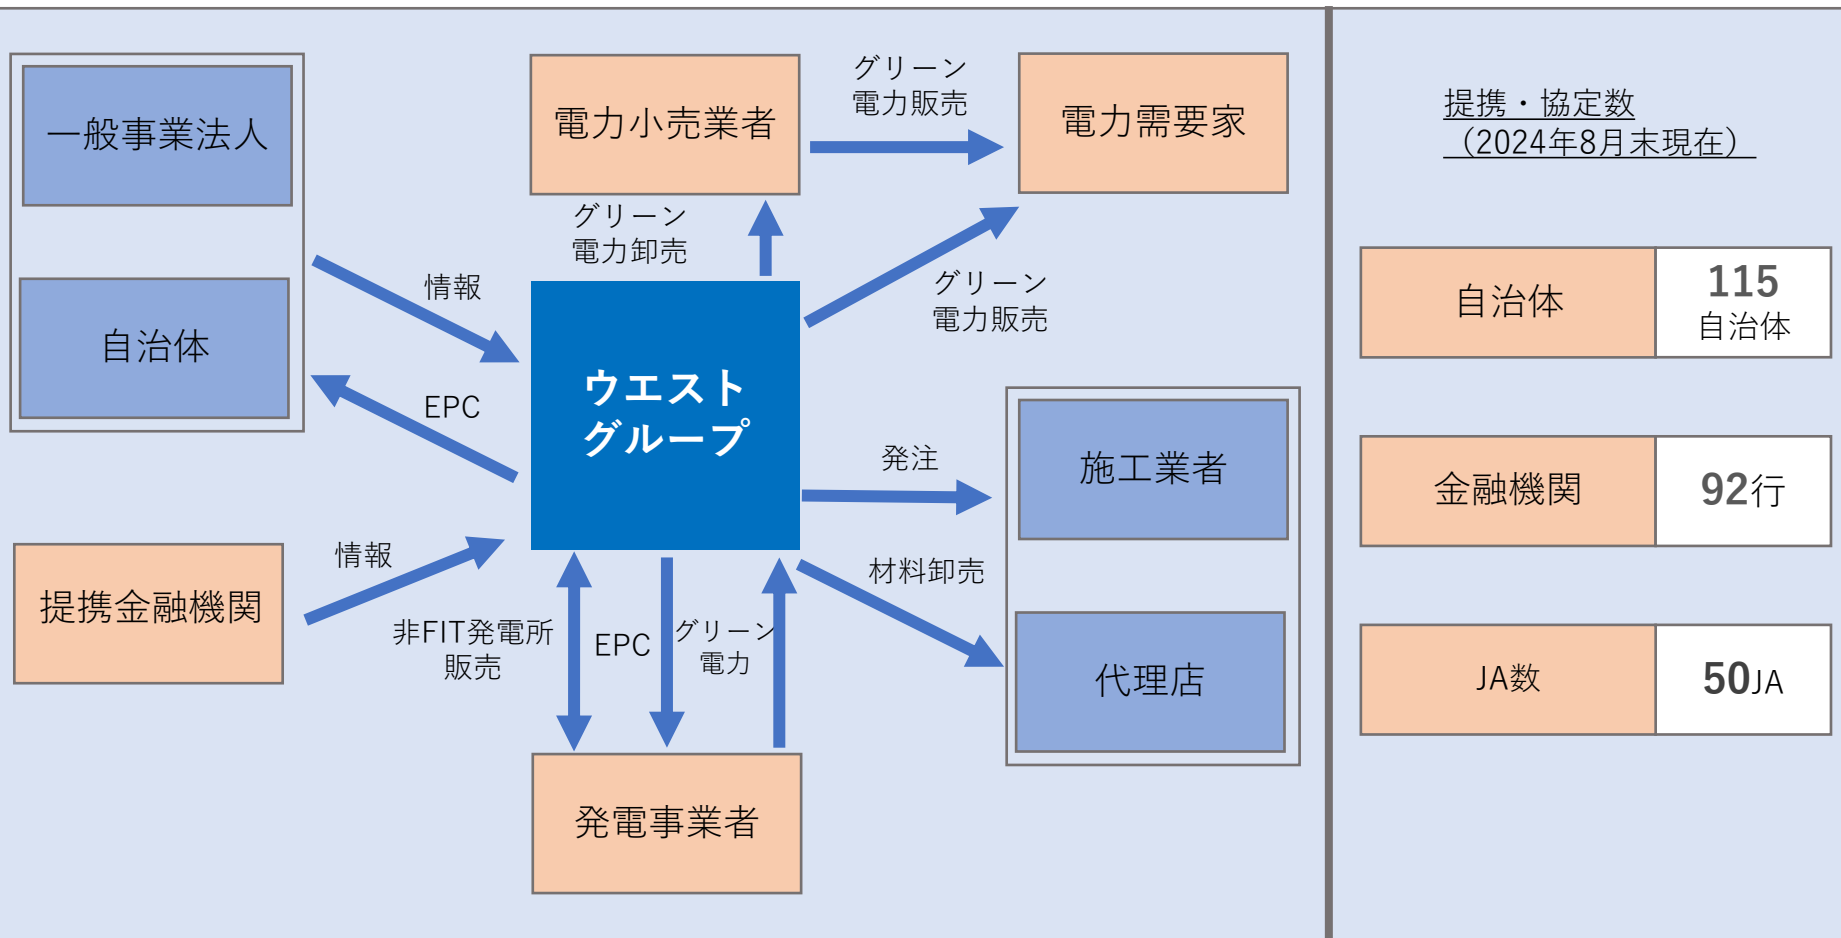 一般事業法人
自治体
提携金融機関
情報
EPC
情報
電力小売業者
グリーン
電力販売
電力需要家
グリーン
電力卸売
グリーン
電力販売
ウエスト
グループ
発注
材料卸売
施工業者
代理店
非FIT発電所
販売
EPC
グリーン
電力
発電事業者
提携・協定数
（2024年8月末現在）
自治体
115
自治体
金融機関
92行
JA数
50JA